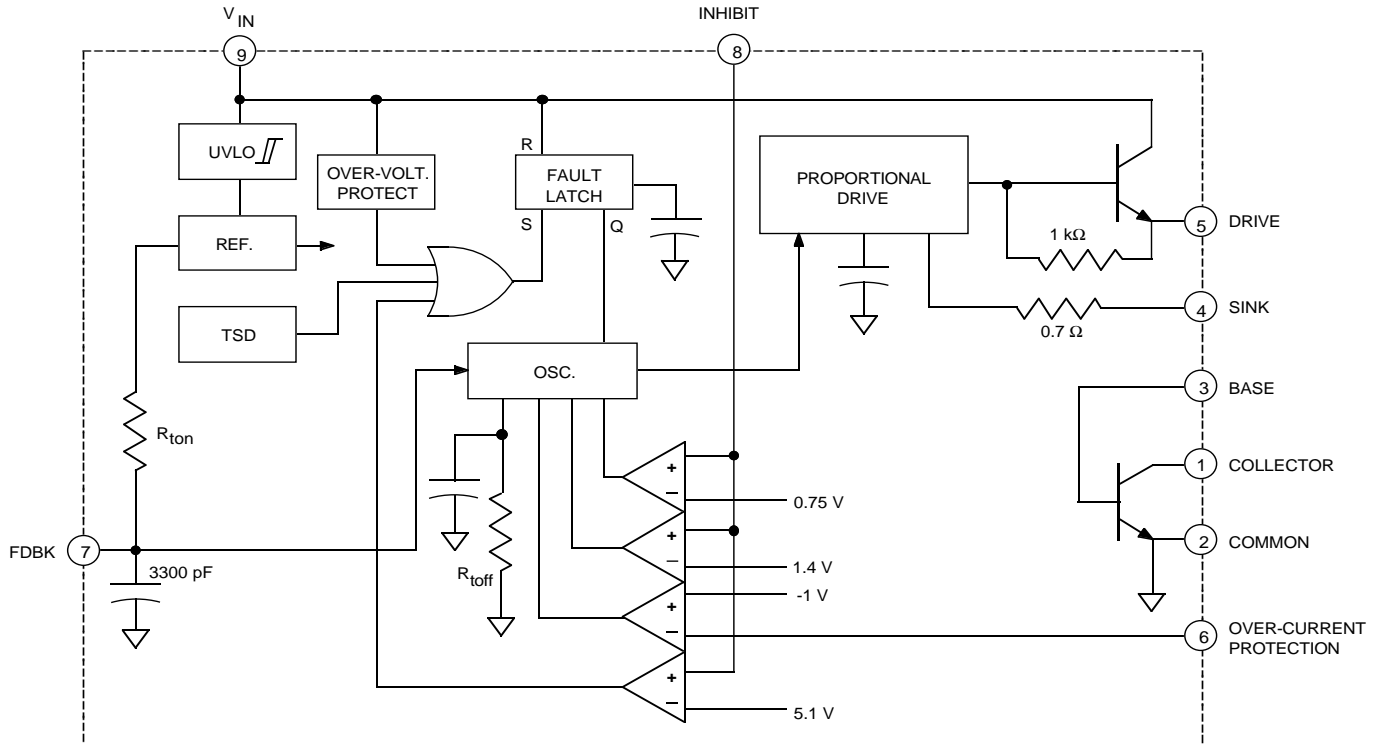 V IN
INHIBIT
9
8
UVLO
OVER-VOLT.
PROTECT
R
FAULT
LATCH
S
Q
PROPORTIONAL
DRIVE
1 kΩ
5
DRIVE
REF.
TSD
0.7 Ω
4
SINK
OSC.
3
BASE
Rton
1
COLLECTOR
+
–
0.75 V
FDBK
7
3300 pF
Rtoff
+
–
1.4 V
2
COMMON
-1 V
+
–
6
OVER-CURRENT
PROTECTION
+
–
5.1 V